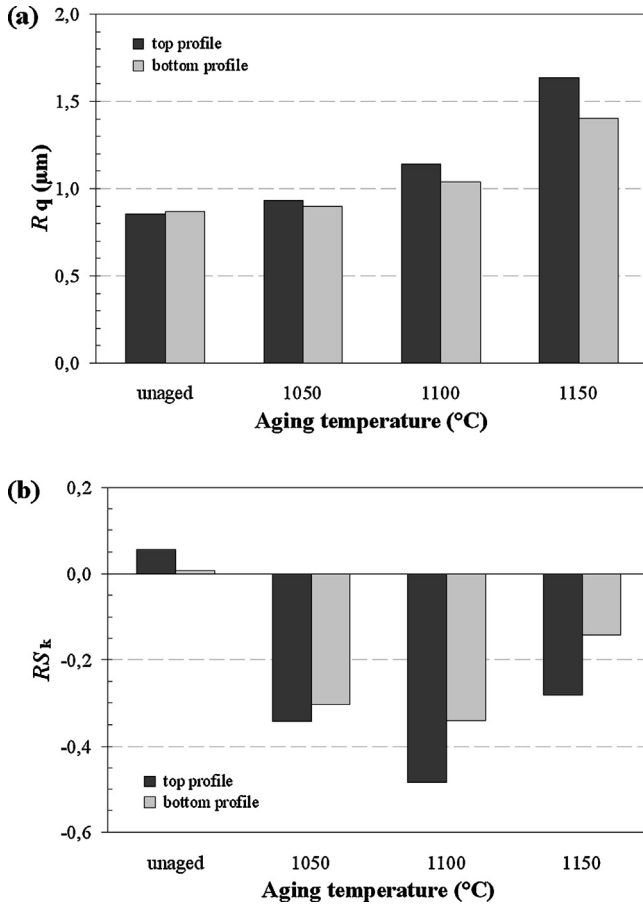 (a)
2,0
top profile
bottom profile
1,5
1,0
0,5
0,0
Rq (µm)
unaged 1050 1100 1150
Aging temperature (°C)
(b)
0,2
0,0
-0,2
-0,4
-0,6
RSk
top profile
bottom profile
unaged 1050 1100 1150
Aging temperature (°C)